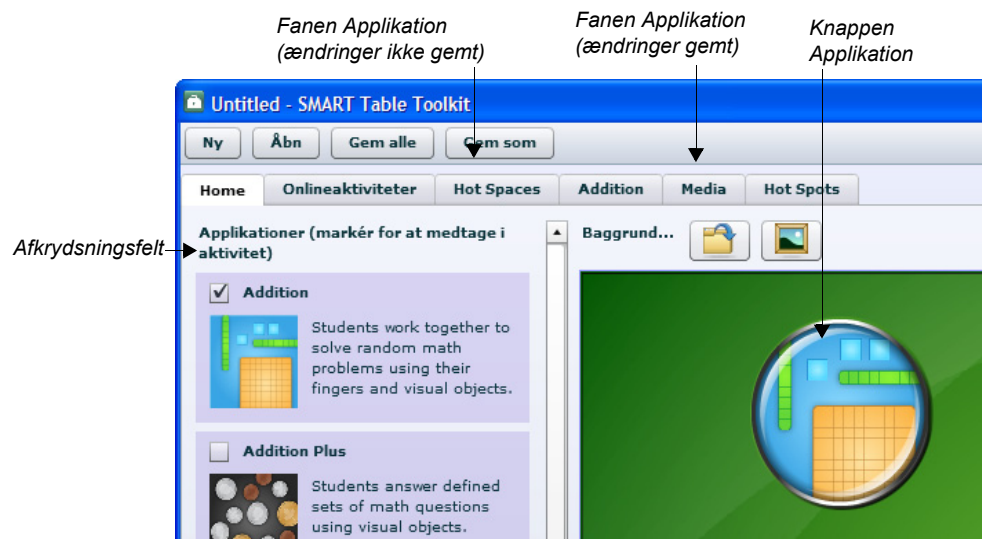 Fanen Applikation
(ændringer ikke gemt)
Fanen Applikation
(ændringer gemt)
Knappen
Applikation
Untitled - SMART Table Toolkit
Ny
Åbn
Gem alle
Gem som
Home
Onlineaktiviteter
Hot Spaces
Addition
Media
Hot Spots
Afkrydsningsfelt
Applikationer (markér for at medtage i
aktivitet)
Baggrund...
Addition
Students work together to
solve random math
problems using their
fingers and visual objects.
Addition Plus
Students answer defined
sets of math questions
using visual objects.